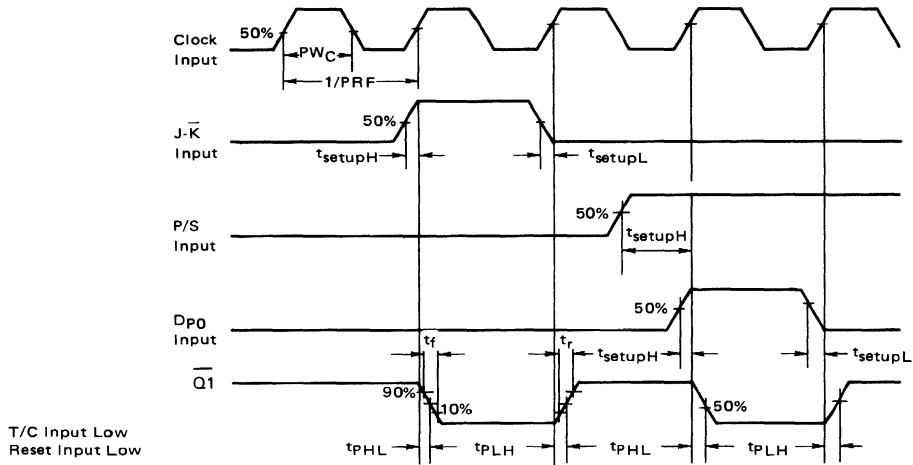 Clock
Input
50%
PWC
1/PRF
J-K̅
Input
50%
tsetupH
tsetupL
P/S
Input
50%
tsetupH
DP0
Input
50%
tf
tr
tsetupH
tsetupL
Q̅1̅
90%
10%
50%
T/C Input Low
Reset Input Low
tPHL
tPLH
tPHL
tPLH